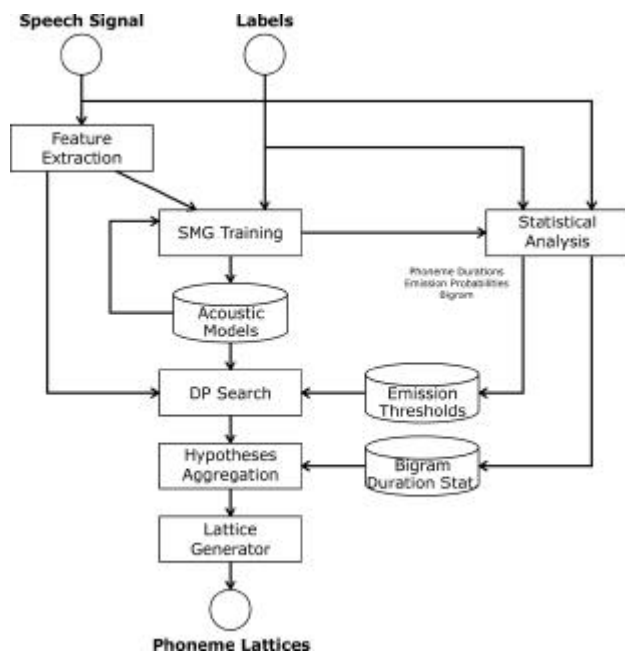 Speech Signal
Labels
Feature
Extraction
SMG Training
Statistical
Analysis
Phoneme Durations
Emission Probabilities
Bigram
Acoustic
Models
DP Search
Emission
Thresholds
Hypotheses
Aggregation
Bigram
Duration Stat.
Lattice
Generator
Phoneme Lattices